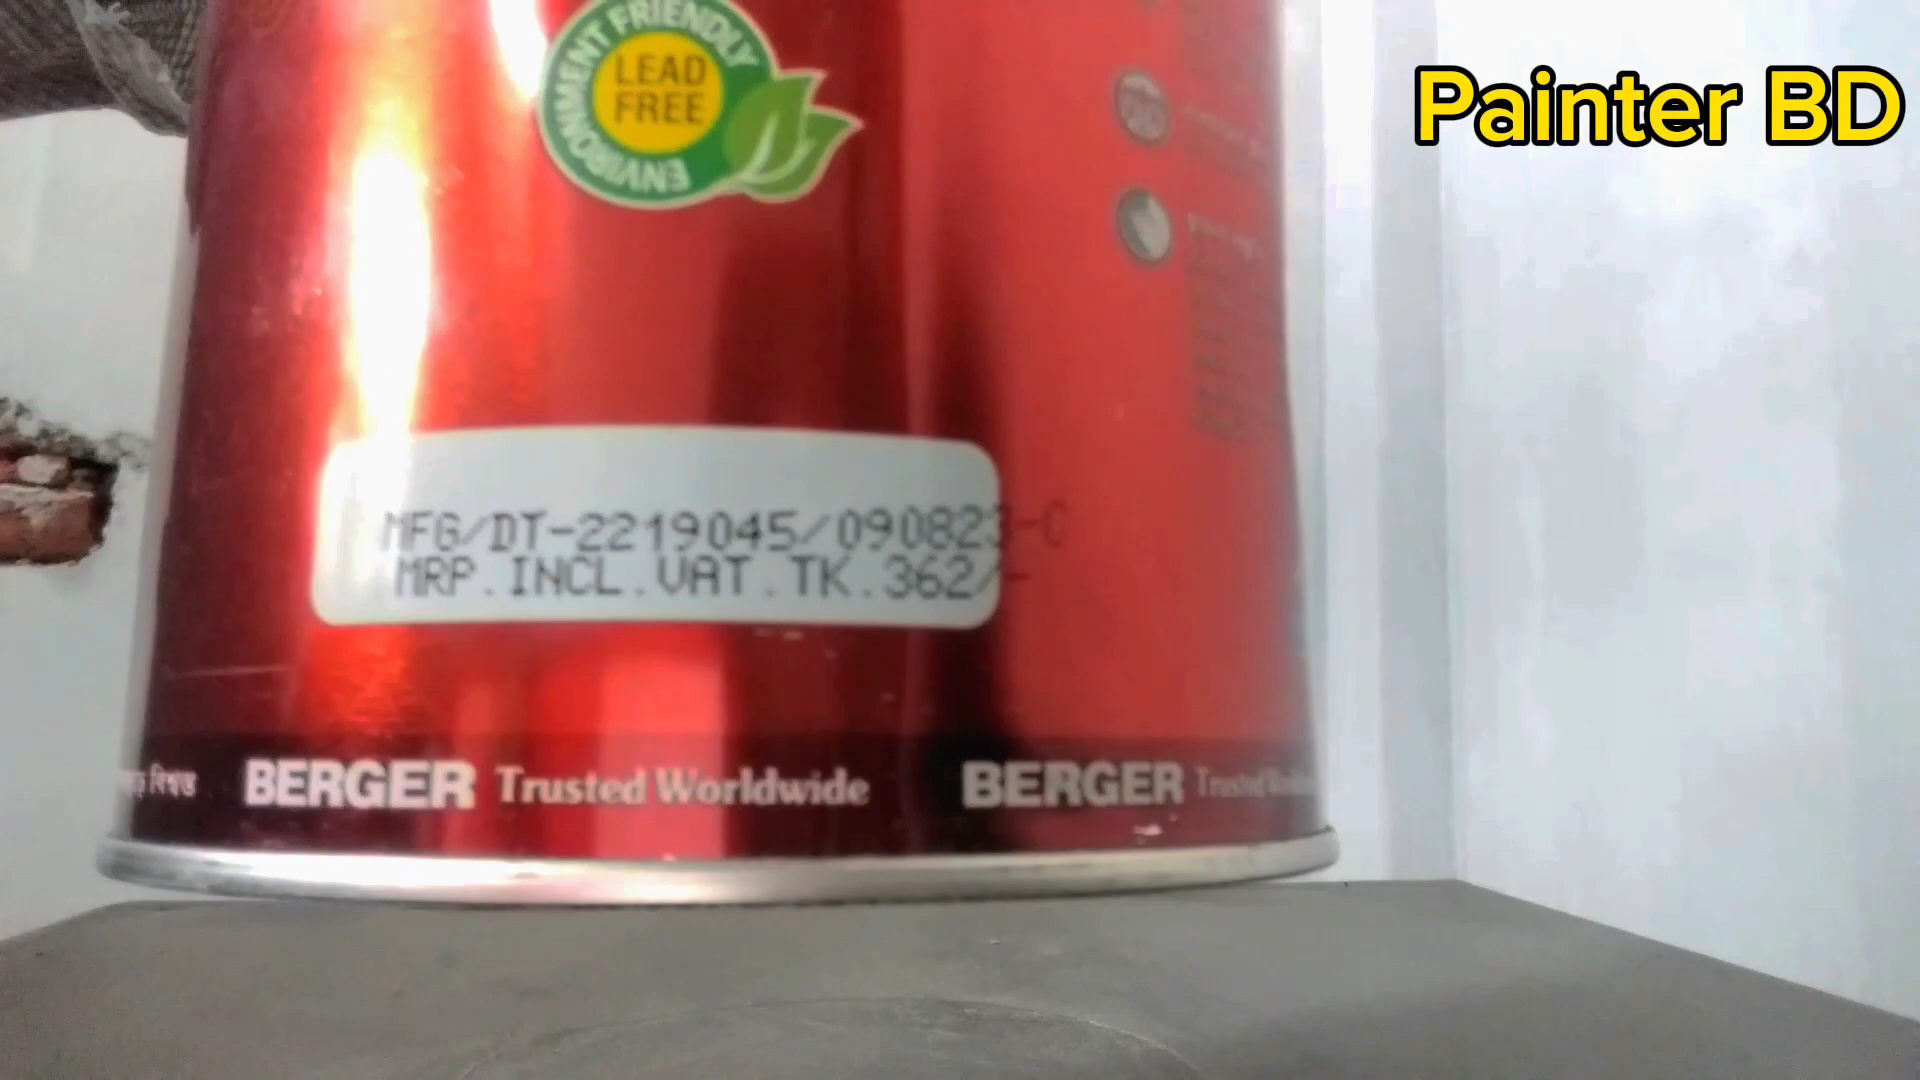 Painter BD
ENVIRONMENT FRIENDLY
LEAD
FREE
MFG/DT-2219045/090823-C
MRP.INCL.VAT.TK.362/-
BERGER Trusted Worldwide BERGER Trusted